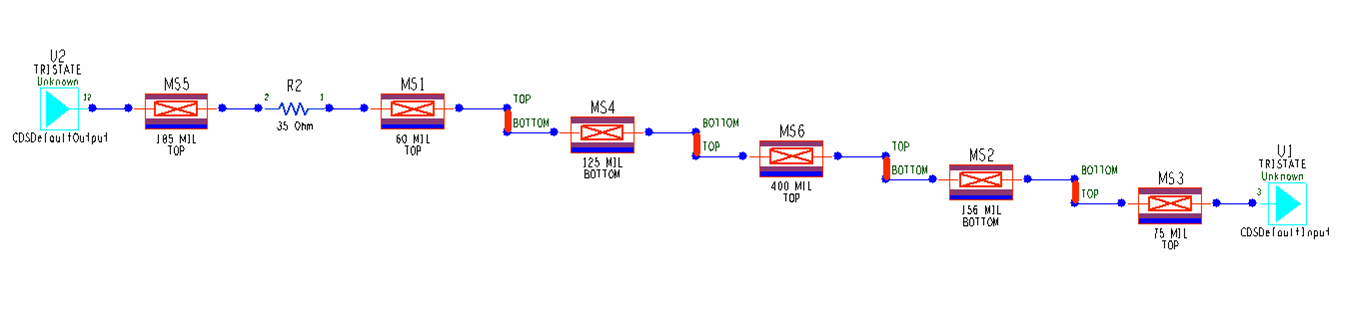 U2
TRISTATE
Unknown
12
CDSDefaultOutput
MS5
185 MIL
TOP
R2
2
1
35 Ohm
MS1
60 MIL
TOP
TOP
BOTTOM
MS4
125 MIL
BOTTOM
BOTTOM
TOP
MS6
400 MIL
TOP
TOP
BOTTOM
MS2
156 MIL
BOTTOM
BOTTOM
TOP
MS3
75 MIL
TOP
U1
TRISTATE
Unknown
3
CDSDefaultInput